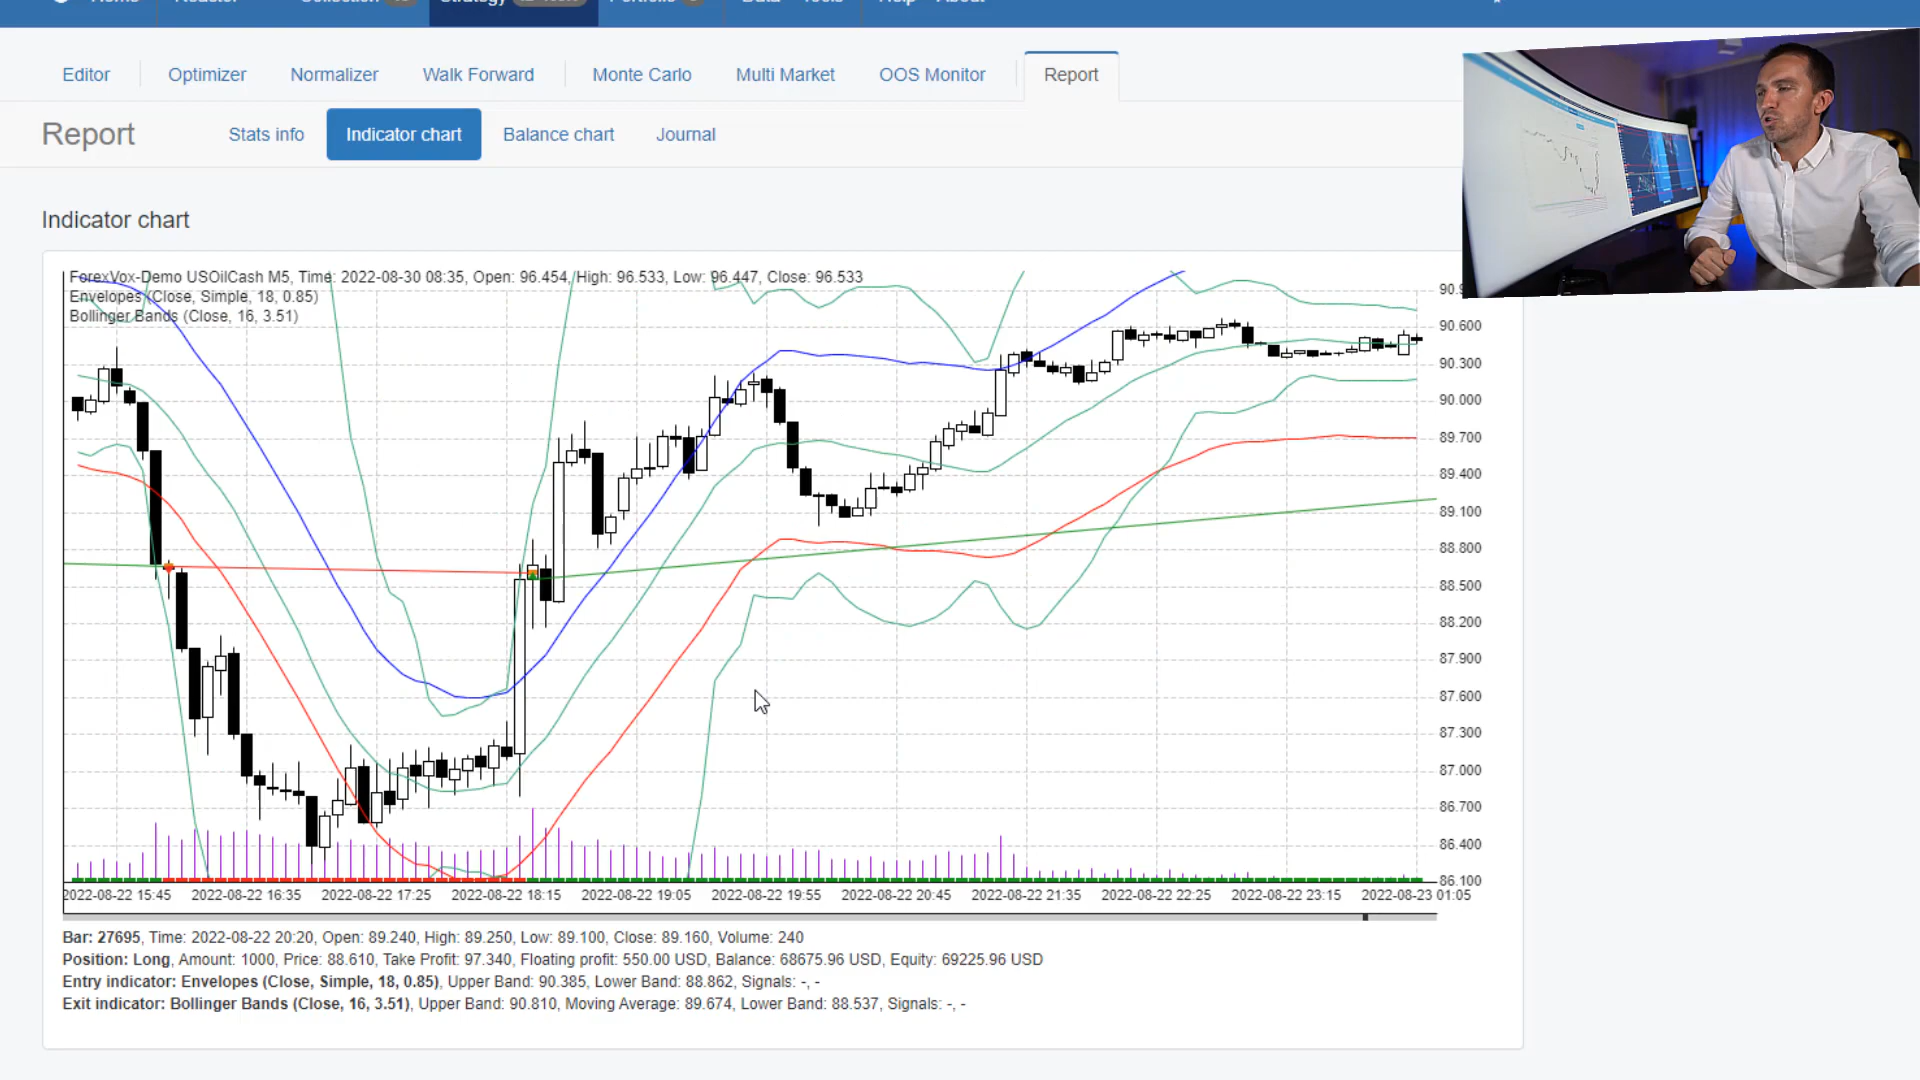 Home Reactor Collection Strategy Portfolio Data Tools Help About
Editor Optimizer Normalizer Walk Forward Monte Carlo Multi Market OOS Monitor Report
Report Stats info Indicator chart Balance chart Journal
Indicator chart
ForexVox-Demo USOilCash M5, Time: 2022-08-30 08:35, Open: 96.454, High: 96.533, Low: 96.447, Close: 96.533
Envelopes (Close, Simple, 18, 0.85)
Bollinger Bands (Close, 16, 3.51)
90.600
90.300
90.000
89.700
89.400
89.100
88.800
88.500
88.200
87.900
87.600
87.300
87.000
86.700
86.400
86.100
2022-08-22 15:45 2022-08-22 16:35 2022-08-22 17:25 2022-08-22 18:15 2022-08-22 19:05 2022-08-22 19:55 2022-08-22 20:45 2022-08-22 21:35 2022-08-22 22:25 2022-08-22 23:15 2022-08-23 01:05
Bar: 27695, Time: 2022-08-22 20:20, Open: 89.240, High: 89.250, Low: 89.100, Close: 89.160, Volume: 240
Position: Long, Amount: 1000, Price: 88.610, Take Profit: 97.340, Floating profit: 550.00 USD, Balance: 68675.96 USD, Equity: 69225.96 USD
Entry indicator: Envelopes (Close, Simple, 18, 0.85), Upper Band: 90.385, Lower Band: 88.862, Signals: -, -
Exit indicator: Bollinger Bands (Close, 16, 3.51), Upper Band: 90.810, Moving Average: 89.674, Lower Band: 88.537, Signals: -, -